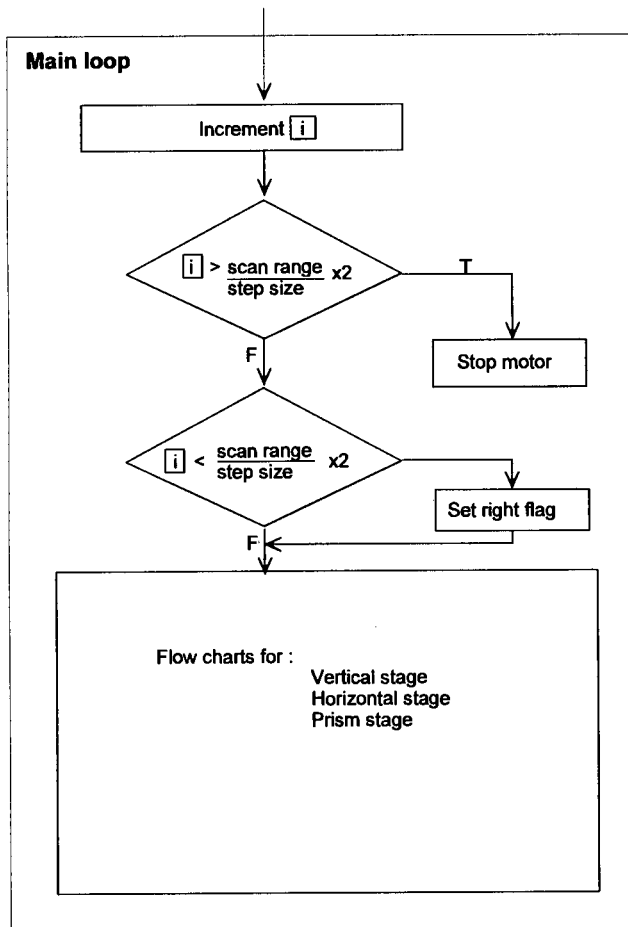 Main loop
Increment i
i > scan range
step size x2
T
Stop motor
F
i < scan range
step size x2
Set right flag
F
Flow charts for :
Vertical stage
Horizontal stage
Prism stage